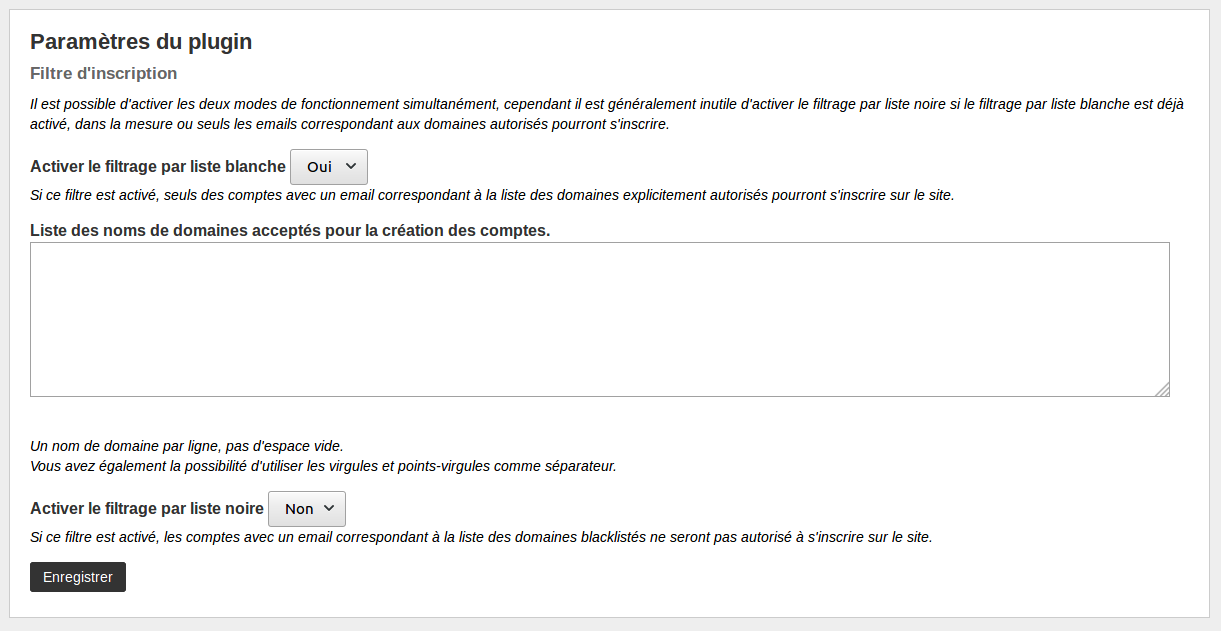 Paramètres du plugin
Filtre d'inscription
Il est possible d'activer les deux modes de fonctionnement simultanément, cependant il est généralement inutile d'activer le filtrage par liste noire si le filtrage par liste blanche est déjà
activé, dans la mesure ou seuls les emails correspondant aux domaines autorisés pourront s'inscrire.
Activer le filtrage par liste blanche Oui
Si ce filtre est activé, seuls des comptes avec un email correspondant à la liste des domaines explicitement autorisés pourront s'inscrire sur le site.
Liste des noms de domaines acceptés pour la création des comptes.
Un nom de domaine par ligne, pas d'espace vide.
Vous avez également la possibilité d'utiliser les virgules et points-virgules comme séparateur.
Activer le filtrage par liste noire Non
Si ce filtre est activé, les comptes avec un email correspondant à la liste des domaines blacklistés ne seront pas autorisé à s'inscrire sur le site.
Enregistrer